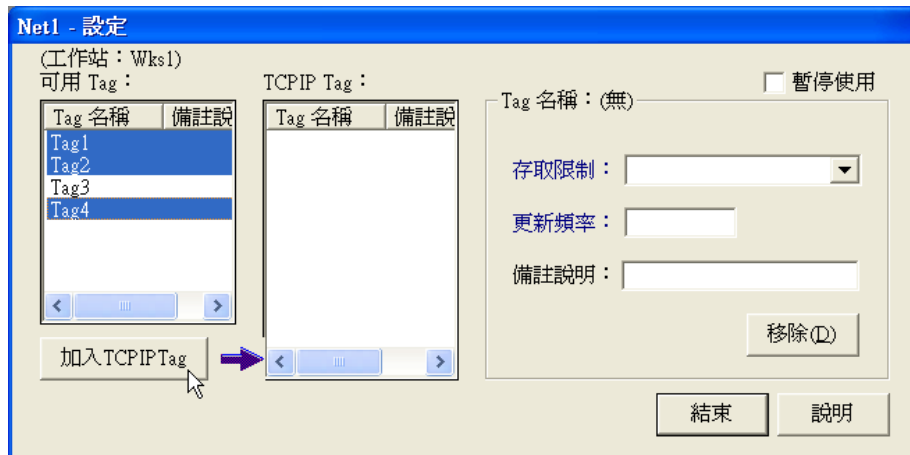 Net1 - 設定
(工作站：Wks1)
可用 Tag：
TCPIP Tag：
暫停使用
Tag 名稱 備註說
Tag1
Tag2
Tag3
Tag4
Tag 名稱 備註說
Tag 名稱：(無)
存取限制：
更新頻率：
備註說明：
移除(D)
加入TCPIPTag
結束
說明